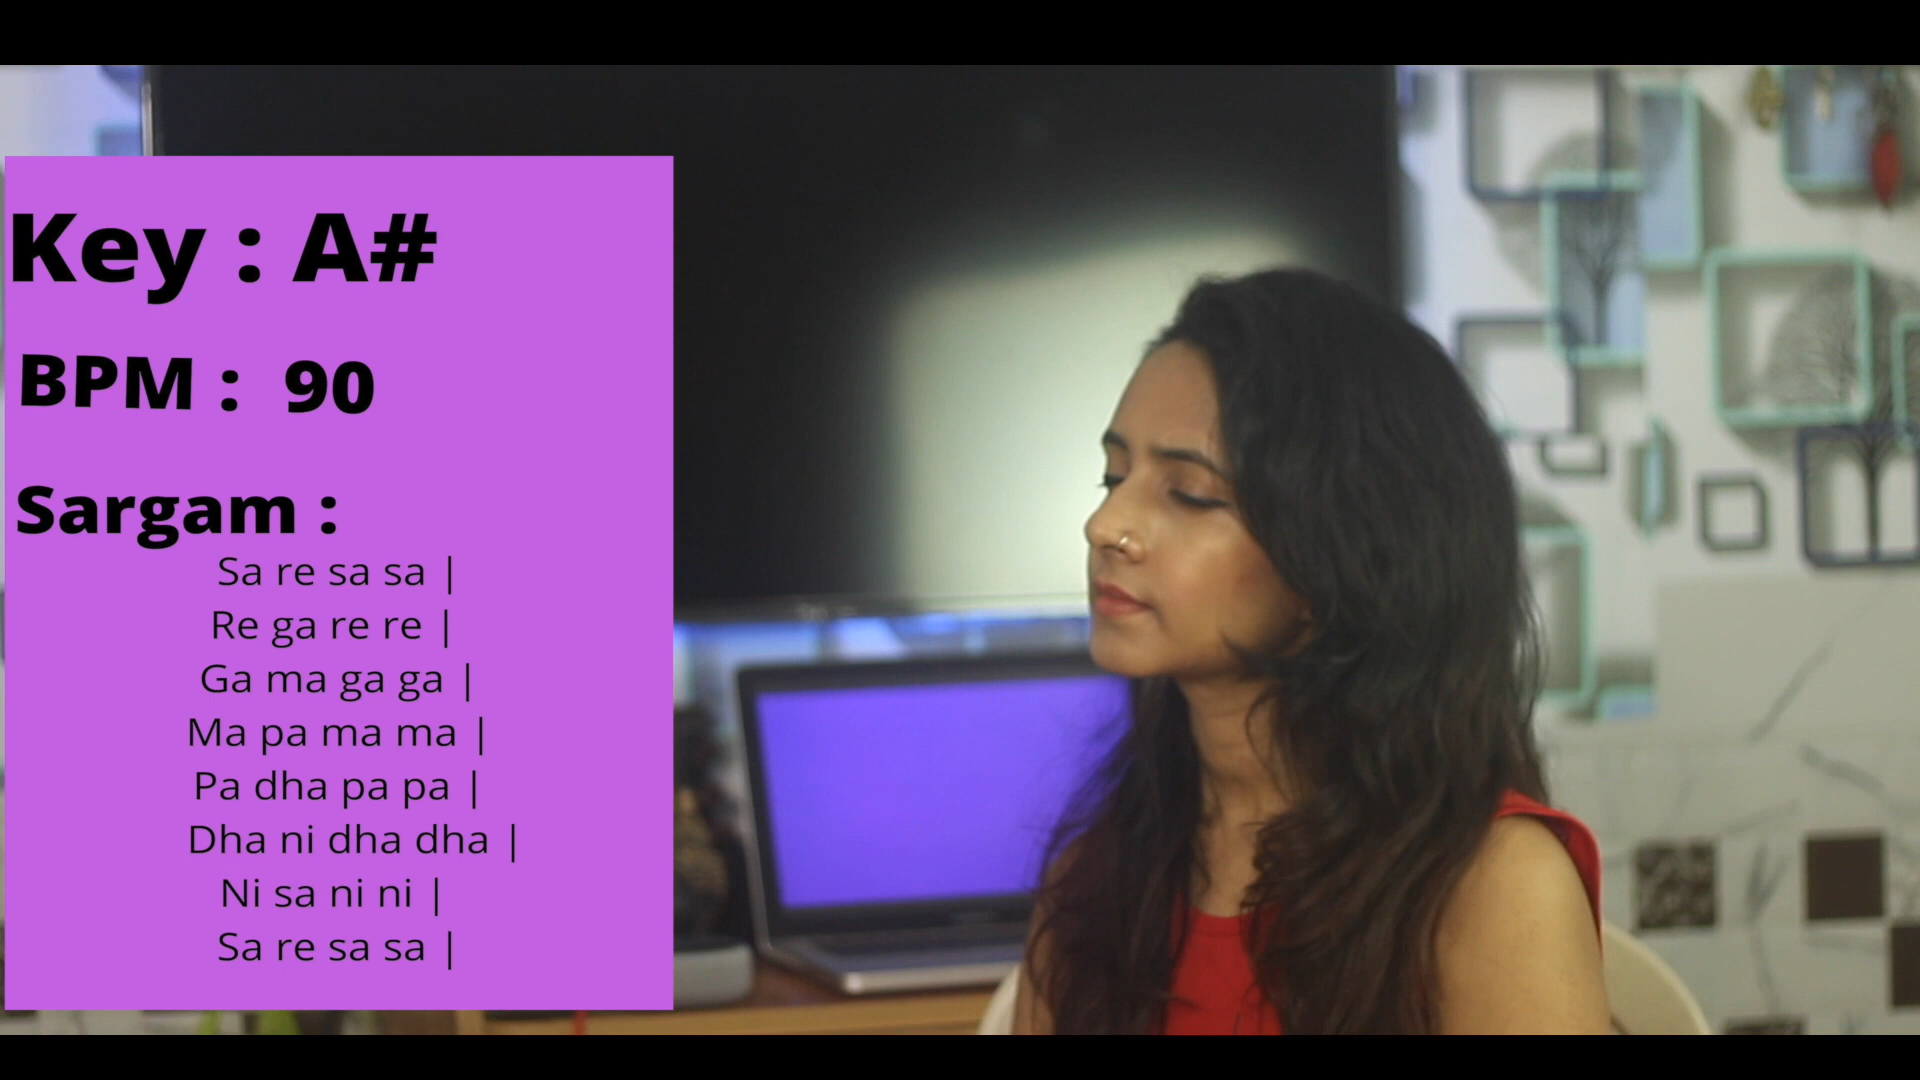 Key : A#
BPM : 90
Sargam :
Sa re sa sa |
Re ga re re |
Ga ma ga ga |
Ma pa ma ma |
Pa dha pa pa |
Dha ni dha dha |
Ni sa ni ni |
Sa re sa sa |